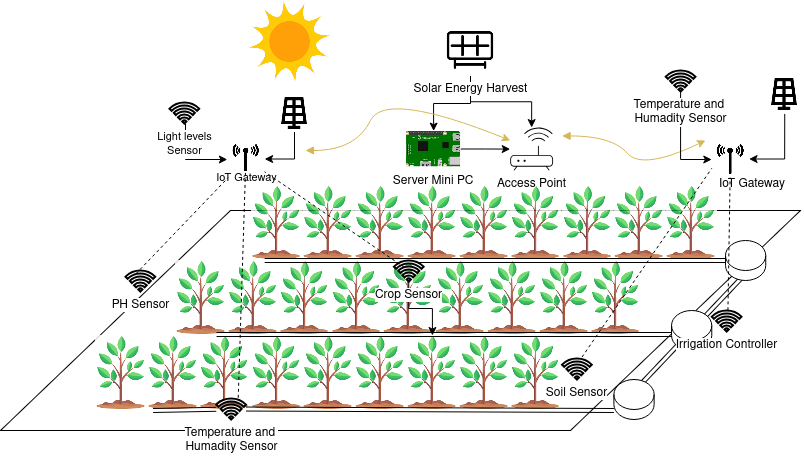 Solar Energy Harvest
Temperature and
Humadity Sensor
Light levels
Sensor
IoT Gateway
Server Mini PC
Access Point
IoT Gateway
PH Sensor
Crop Sensor
Irrigation Controller
Soil Sensor
Temperature and
Humadity Sensor